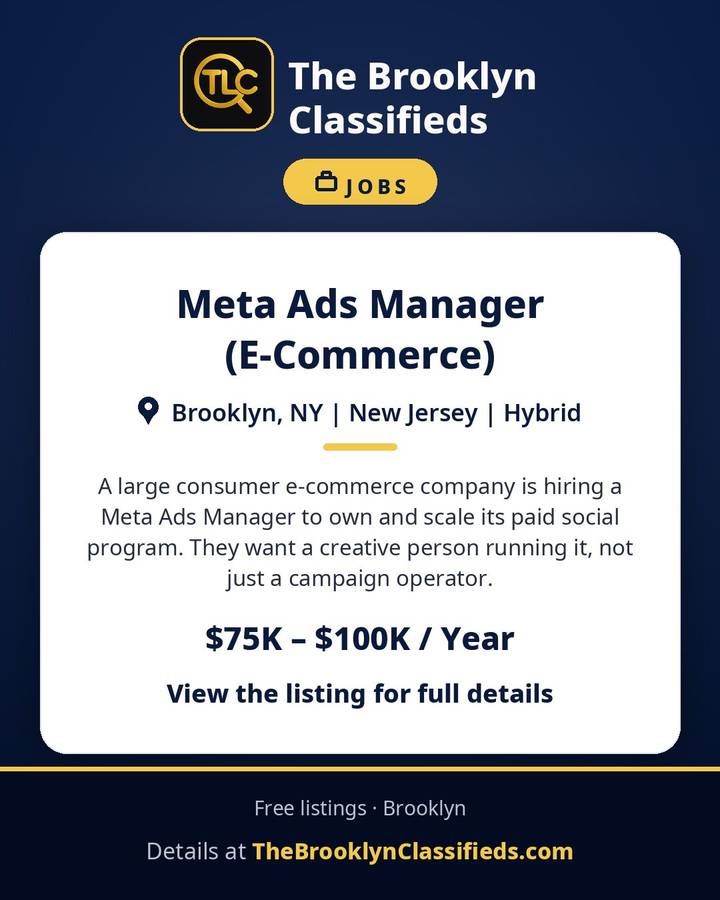 TLC
The Brooklyn
Classifieds
JOBS
Meta Ads Manager
(E-Commerce)
Brooklyn, NY | New Jersey | Hybrid
A large consumer e-commerce company is hiring a
Meta Ads Manager to own and scale its paid social
program. They want a creative person running it, not
just a campaign operator.
$75K – $100K / Year
View the listing for full details
Free listings · Brooklyn
Details at TheBrooklynClassifieds.com